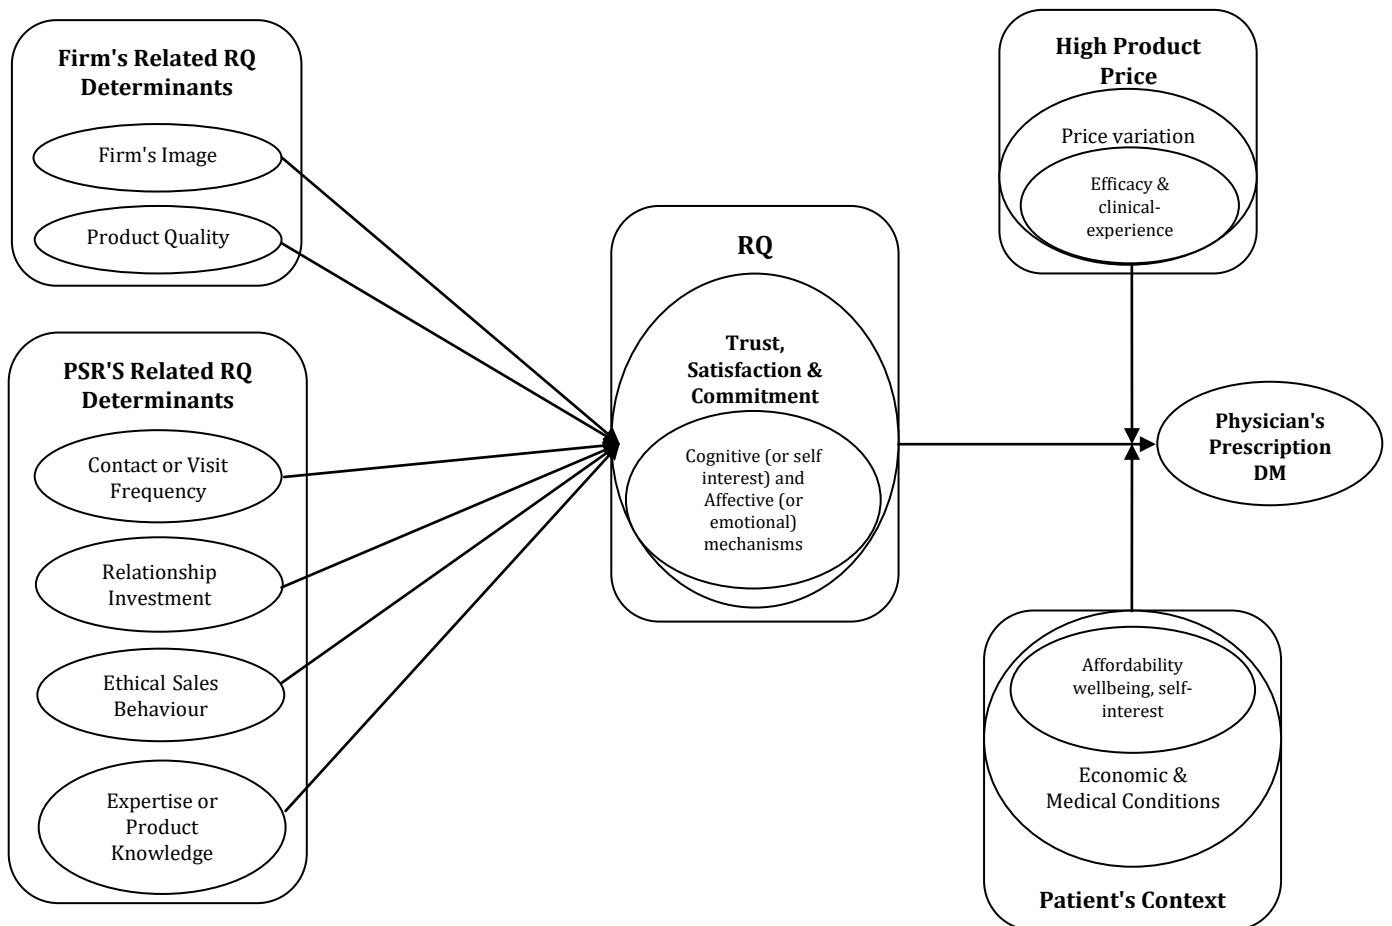 Firm's Related RQ
Determinants
Firm's Image
Product Quality
PSR'S Related RQ
Determinants
Contact or Visit
Frequency
Relationship
Investment
Ethical Sales
Behaviour
Expertise or
Product
Knowledge
RQ
Trust,
Satisfaction &
Commitment
Cognitive (or self
interest) and
Affective (or
emotional)
mechanisms
High Product
Price
Price variation
Efficacy &
clinical-
experience
Physician's
Prescription
DM
Affordability
wellbeing, self-
interest
Economic &
Medical Conditions
Patient's Context